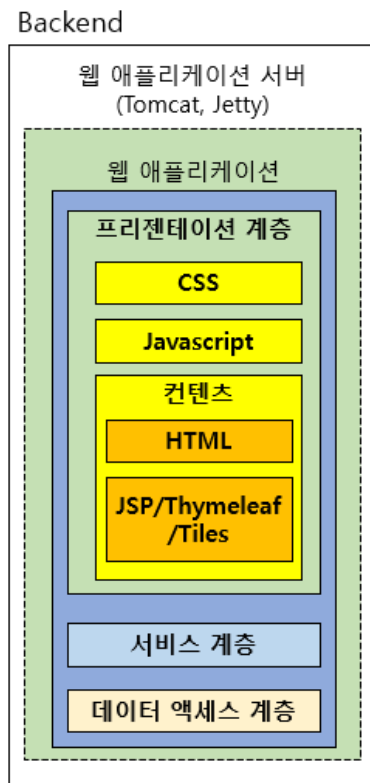 Backend
웹 애플리케이션 서버
(Tomcat, Jetty)
웹 애플리케이션
프리젠테이션 계층
CSS
Javascript
컨텐츠
HTML
JSP/Thymeleaf
/Tiles
서비스 계층
데이터 액세스 계층